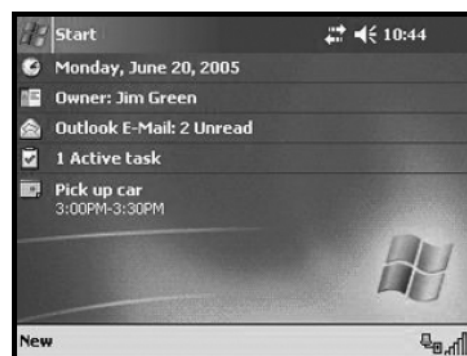 Start 10:44
Monday, June 20, 2005
Owner: Jim Green
Outlook E-Mail: 2 Unread
1 Active task
Pick up car
3:00PM-3:30PM
New